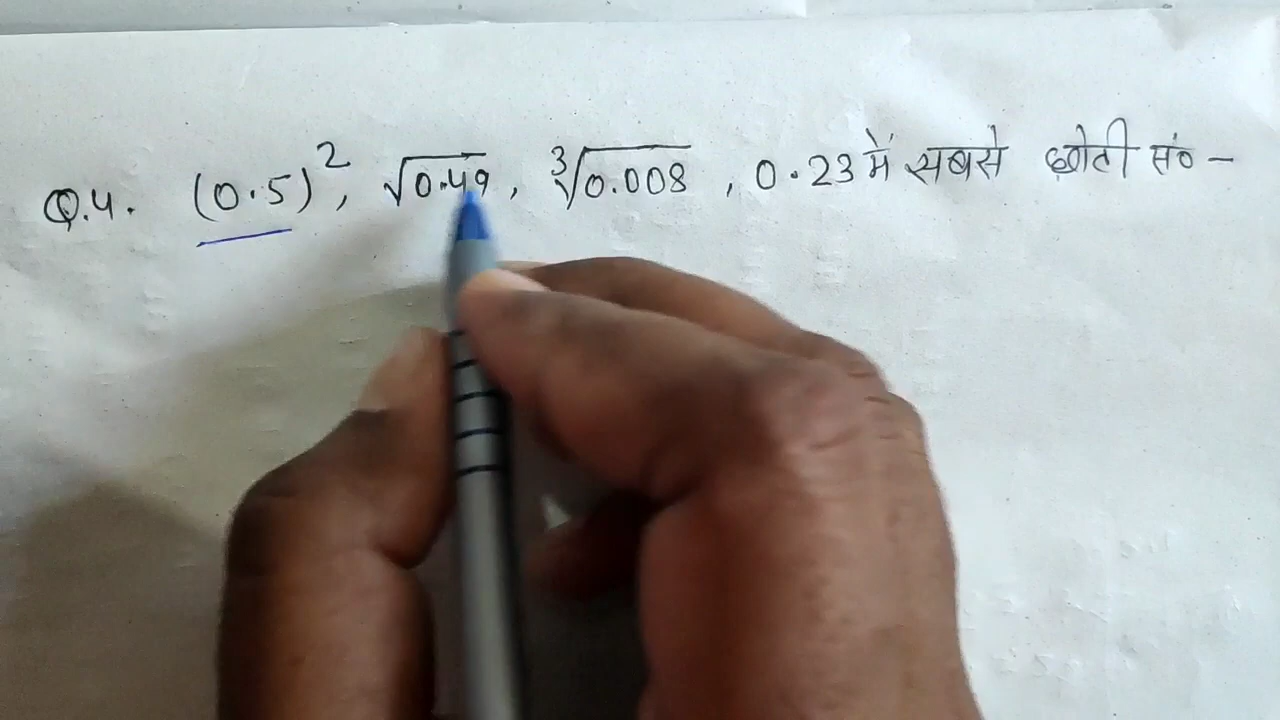 Q.4. (0.5)², √0.49, ∛0.008, 0.23 में सबसे छोटी सं० -